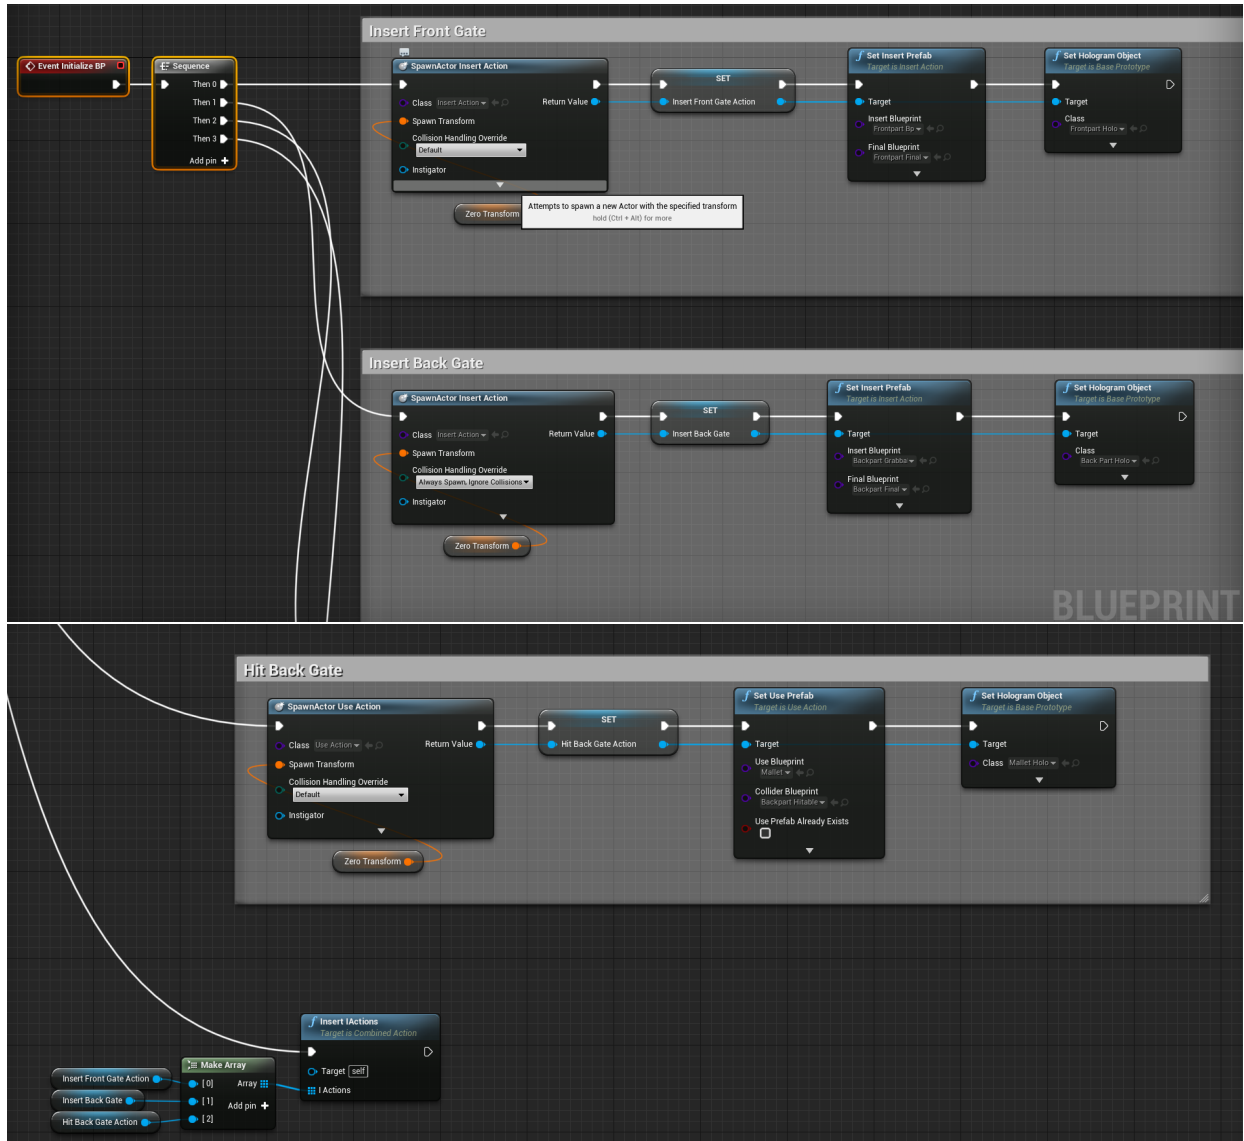 Insert Front Gate
Event Initialize BP
Sequence
Then 0
Then 1
Then 2
Then 3
Add pin
SpawnActor Insert Action
Class Insert Action
Return Value
Spawn Transform
Collision Handling Override
Default
Instigator
Zero Transform
Attempts to spawn a new Actor with the specified transform
hold (Ctrl + Alt) for more
SET
Insert Front Gate Action
Set Insert Prefab
Target is Insert Action
Target
Insert Blueprint
Frontpart Bp
Final Blueprint
Frontpart Final
Set Hologram Object
Target is Base Prototype
Target
Class
Frontpart Holo
Insert Back Gate
SpawnActor Insert Action
Class Insert Action
Return Value
Spawn Transform
Collision Handling Override
Always Spawn, Ignore Collisions
Instigator
Zero Transform
SET
Insert Back Gate
Set Insert Prefab
Target is Insert Action
Target
Insert Blueprint
Backpart Grabba
Final Blueprint
Backpart Final
Set Hologram Object
Target is Base Prototype
Target
Class
Back Part Holo
BLUEPRINT
Hit Back Gate
SpawnActor Use Action
Class Use Action
Return Value
Spawn Transform
Collision Handling Override
Default
Instigator
Zero Transform
SET
Hit Back Gate Action
Set Use Prefab
Target is Use Action
Target
Use Blueprint
Mallet
Collider Blueprint
Backpart Hitable
Use Prefab Already Exists
Set Hologram Object
Target is Base Prototype
Target
Class Mallet Holo
Insert IActions
Target is Combined Action
Target self
I Actions
Make Array
[0] Array
[1]
Add pin
[2]
Insert Front Gate Action
Insert Back Gate
Hit Back Gate Action